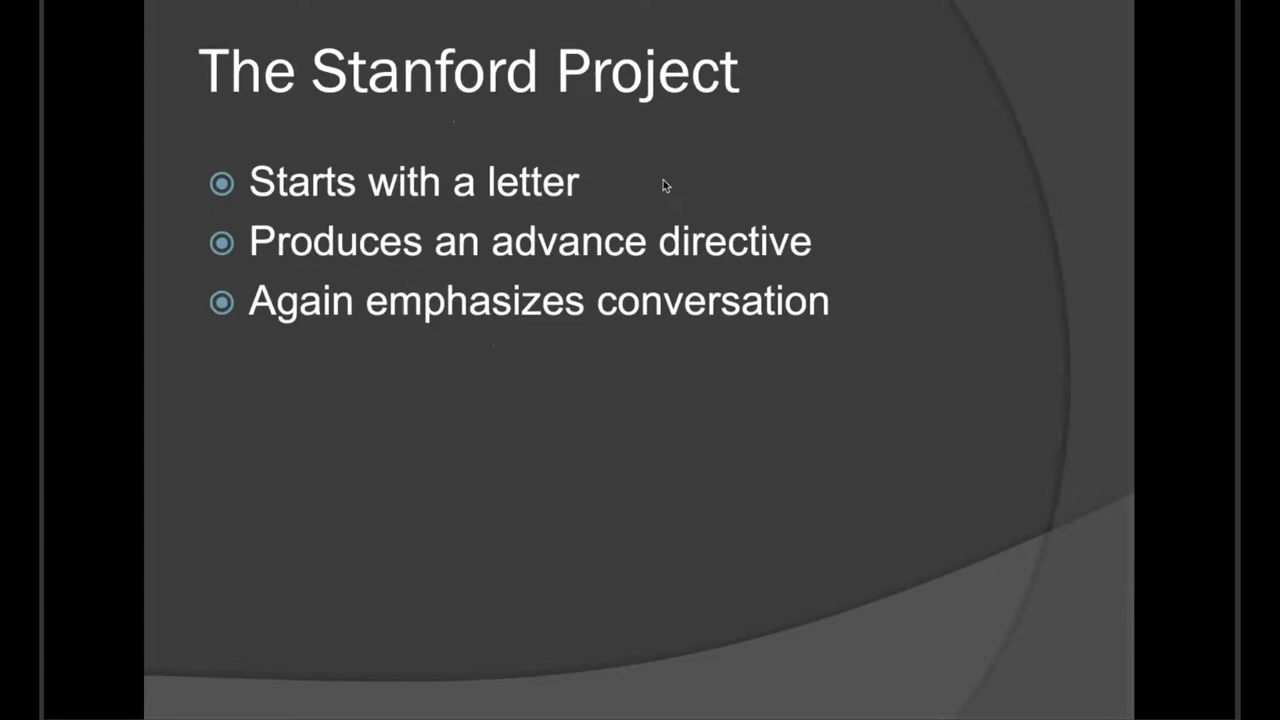 The Stanford Project
Starts with a letter
Produces an advance directive
Again emphasizes conversation